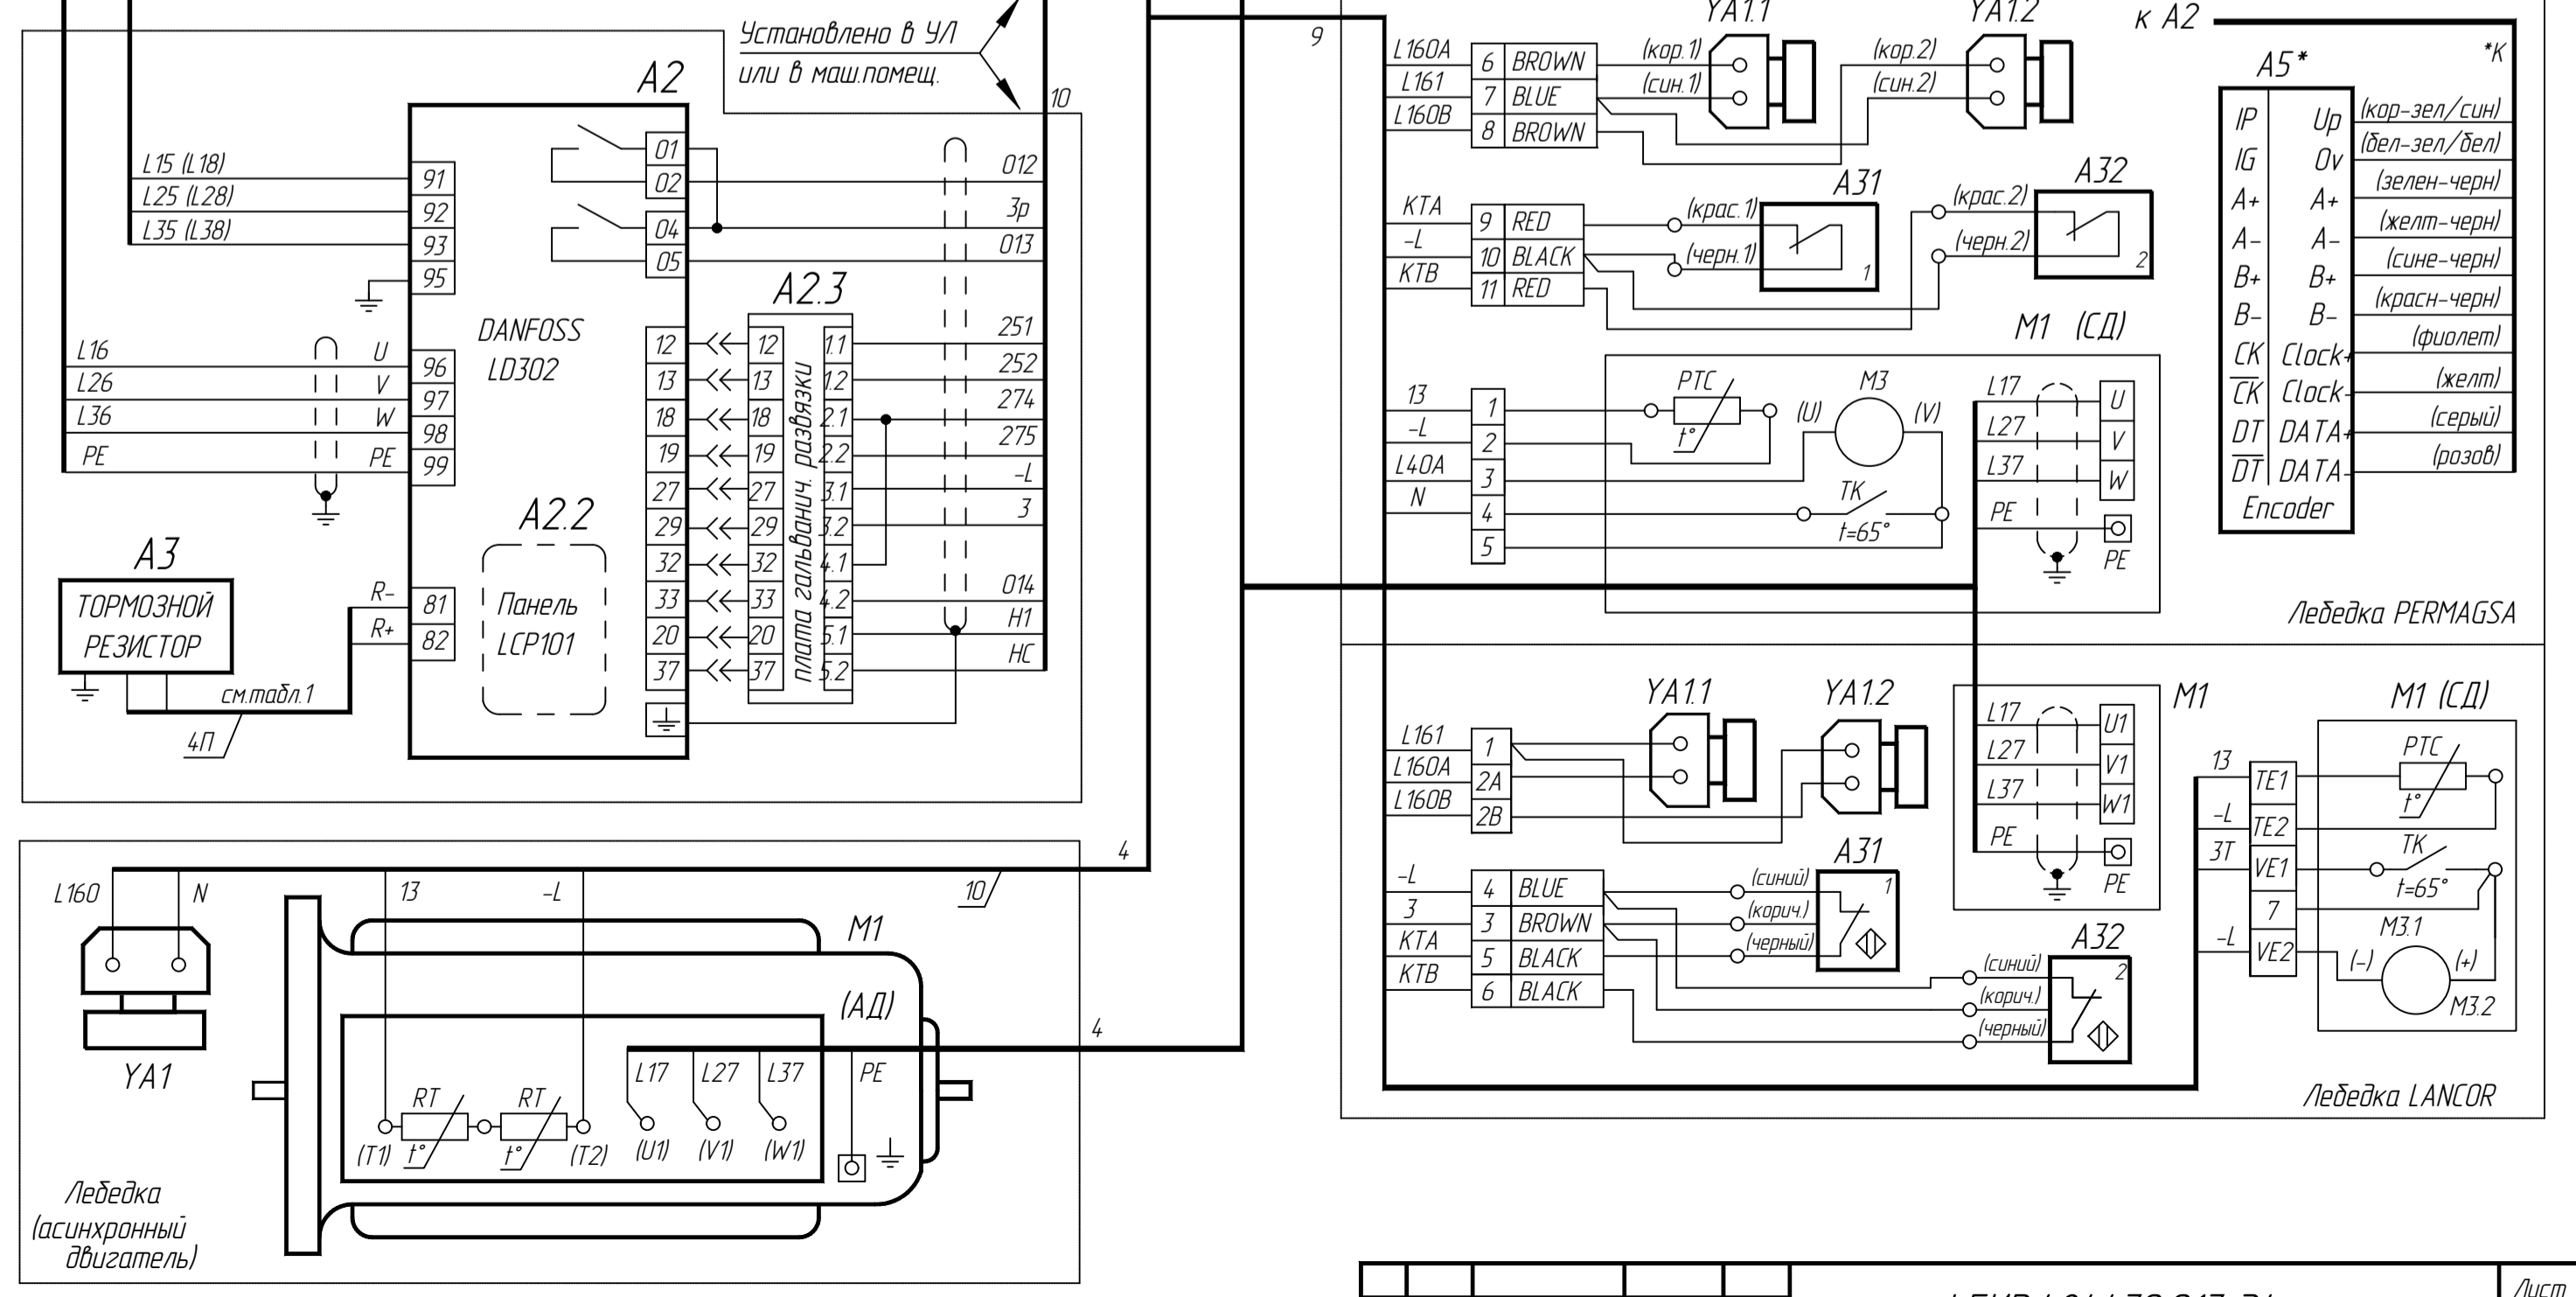 Установлено в УЛ
или в маш.помещ.
10
A2
L15 (L18)
L25 (L28)
L35 (L38)
91
92
93
95
01
02
04
05
012
3р
013
A2.3
DANFOSS
LD302
L16
L26
L36
PE
U
V
W
PE
96
97
98
99
12
13
18
19
27
29
32
33
20
37
12
13
18
19
27
29
32
33
20
37
плата гальванич. развязки
1.1
1.2
2.1
2.2
3.1
3.2
4.1
4.2
5.1
5.2
251
252
274
275
-L
3
014
H1
HC
A2.2
Панель
LCP101
A3
ТОРМОЗНОЙ
РЕЗИСТОР
R-
R+
81
82
см.табл.1
4П
4
10
L160
N
13
-L
YA1
M1
(АД)
4
L17
L27
L37
PE
RT
RT
t°
t°
(T1)
(T2)
(U1)
(V1)
(W1)
Лебедка
(асинхронный
двигатель)
9
YA1.1
YA1.2
L160A
L161
L160B
6 BROWN
7 BLUE
8 BROWN
(кор.1)
(син.1)
(кор.2)
(син.2)
KTA
-L
KTB
9 RED
10 BLACK
11 RED
(крас.1)
(черн.1)
A31
1
(крас.2)
(черн.2)
A32
2
M1 (СД)
13
-L
L40A
N
1
2
3
4
5
PTC
t°
M3
(U)
(V)
TK
t=65°
L17
L27
L37
PE
U
V
W
PE
Лебедка PERMAGSA
к A2
*K
A5*
IP Up (кор-зел/син)
IG 0v (бел-зел/бел)
A+ A+ (зелен-черн)
A- A- (желт-черн)
B+ B+ (сине-черн)
B- B- (красн-черн)
CK Clock+ (фиолет)
CK Clock- (желт)
DT DATA+ (серый)
DT DATA- (розов)
Encoder
YA1.1
YA1.2
L161
L160A
L160B
1
2A
2B
-L
3
KTA
KTB
4 BLUE
3 BROWN
5 BLACK
6 BLACK
(синий)
(корич.)
(черный)
A31
1
(синий)
(корич.)
(черный)
A32
2
M1
L17
L27
L37
PE
U1
V1
W1
PE
M1 (СД)
13
-L
3T
-L
TE1
TE2
VE1
7
VE2
PTC
t°
TK
t=65°
M3.1
(-)
(+)
M3.2
Лебедка LANCOR
Лист